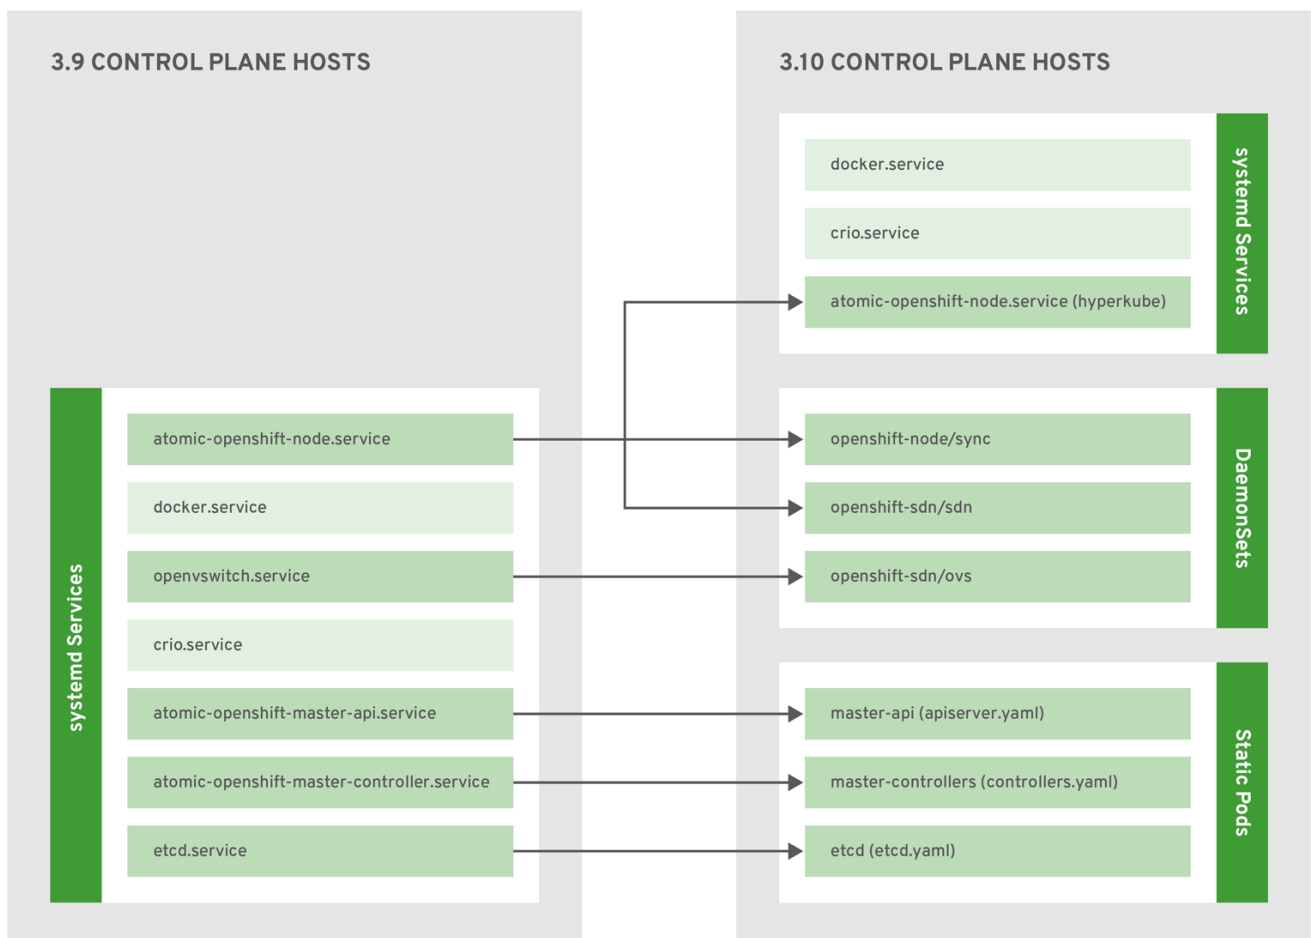 3.9 CONTROL PLANE HOSTS
systemd Services
atomic-openshift-node.service
docker.service
openvswitch.service
crio.service
atomic-openshift-master-api.service
atomic-openshift-master-controller.service
etcd.service
3.10 CONTROL PLANE HOSTS
docker.service
crio.service
atomic-openshift-node.service (hyperkube)
systemd Services
openshift-node/sync
openshift-sdn/sdn
openshift-sdn/ovs
DaemonSets
master-api (apiserver.yaml)
master-controllers (controllers.yaml)
etcd (etcd.yaml)
Static Pods